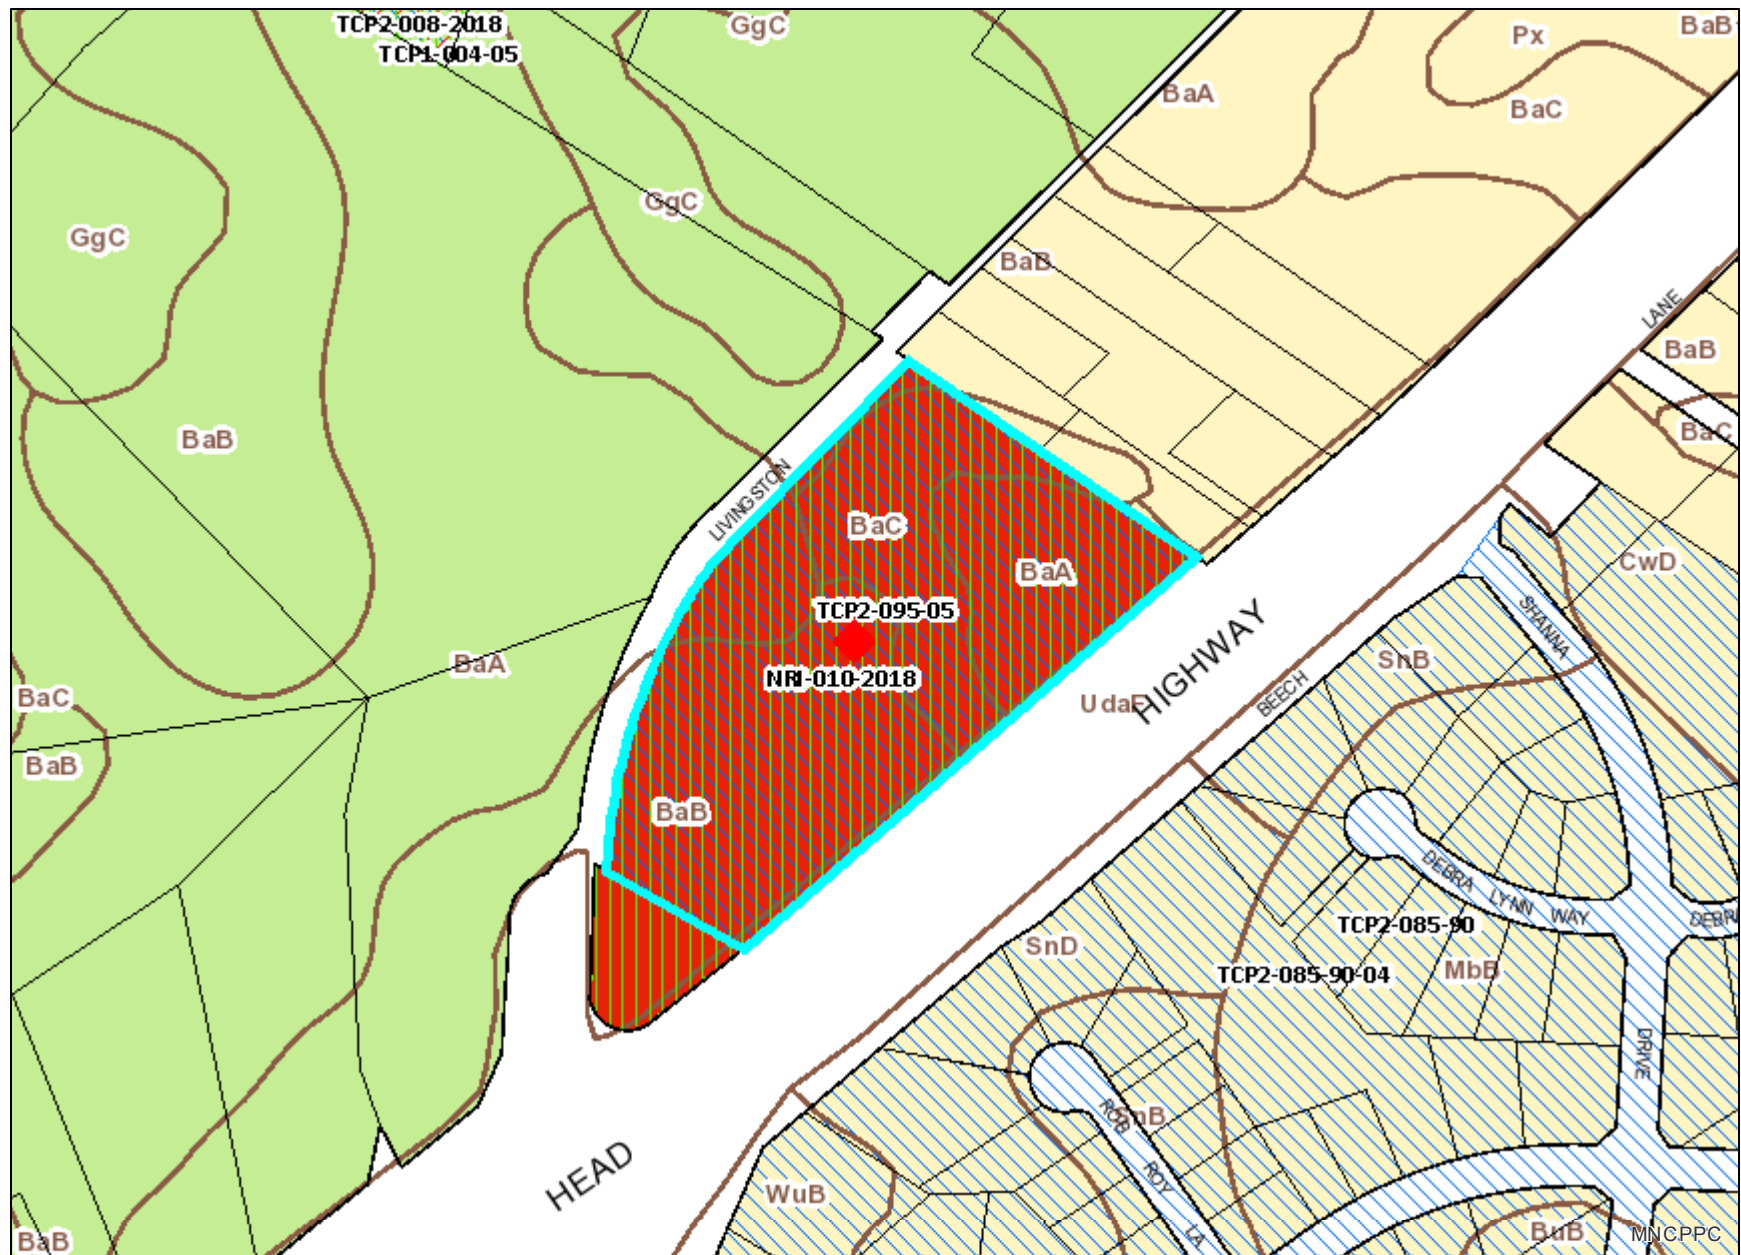 TCP2-008-2018
GgC
BaB
Px
TCP1-004-05
BaA
BaC
GgC
GgC
BaB
LANE
BaB
BaB
BaC
LIVINGSTON
BaC
CwD
BaA
TCP2-095-05
SHANNA
HIGHWAY
BaA
SnB
NRI-010-2018
BEECH
BaC
UdaF
BaB
BaB
DEBRA LYNN WAY
DEBR
TCP2-085-90
SnD
TCP2-085-90-04
MbB
DRIVE
ROB ROY LA
SnB
HEAD
WuB
BuB
MNCPPC
BaB